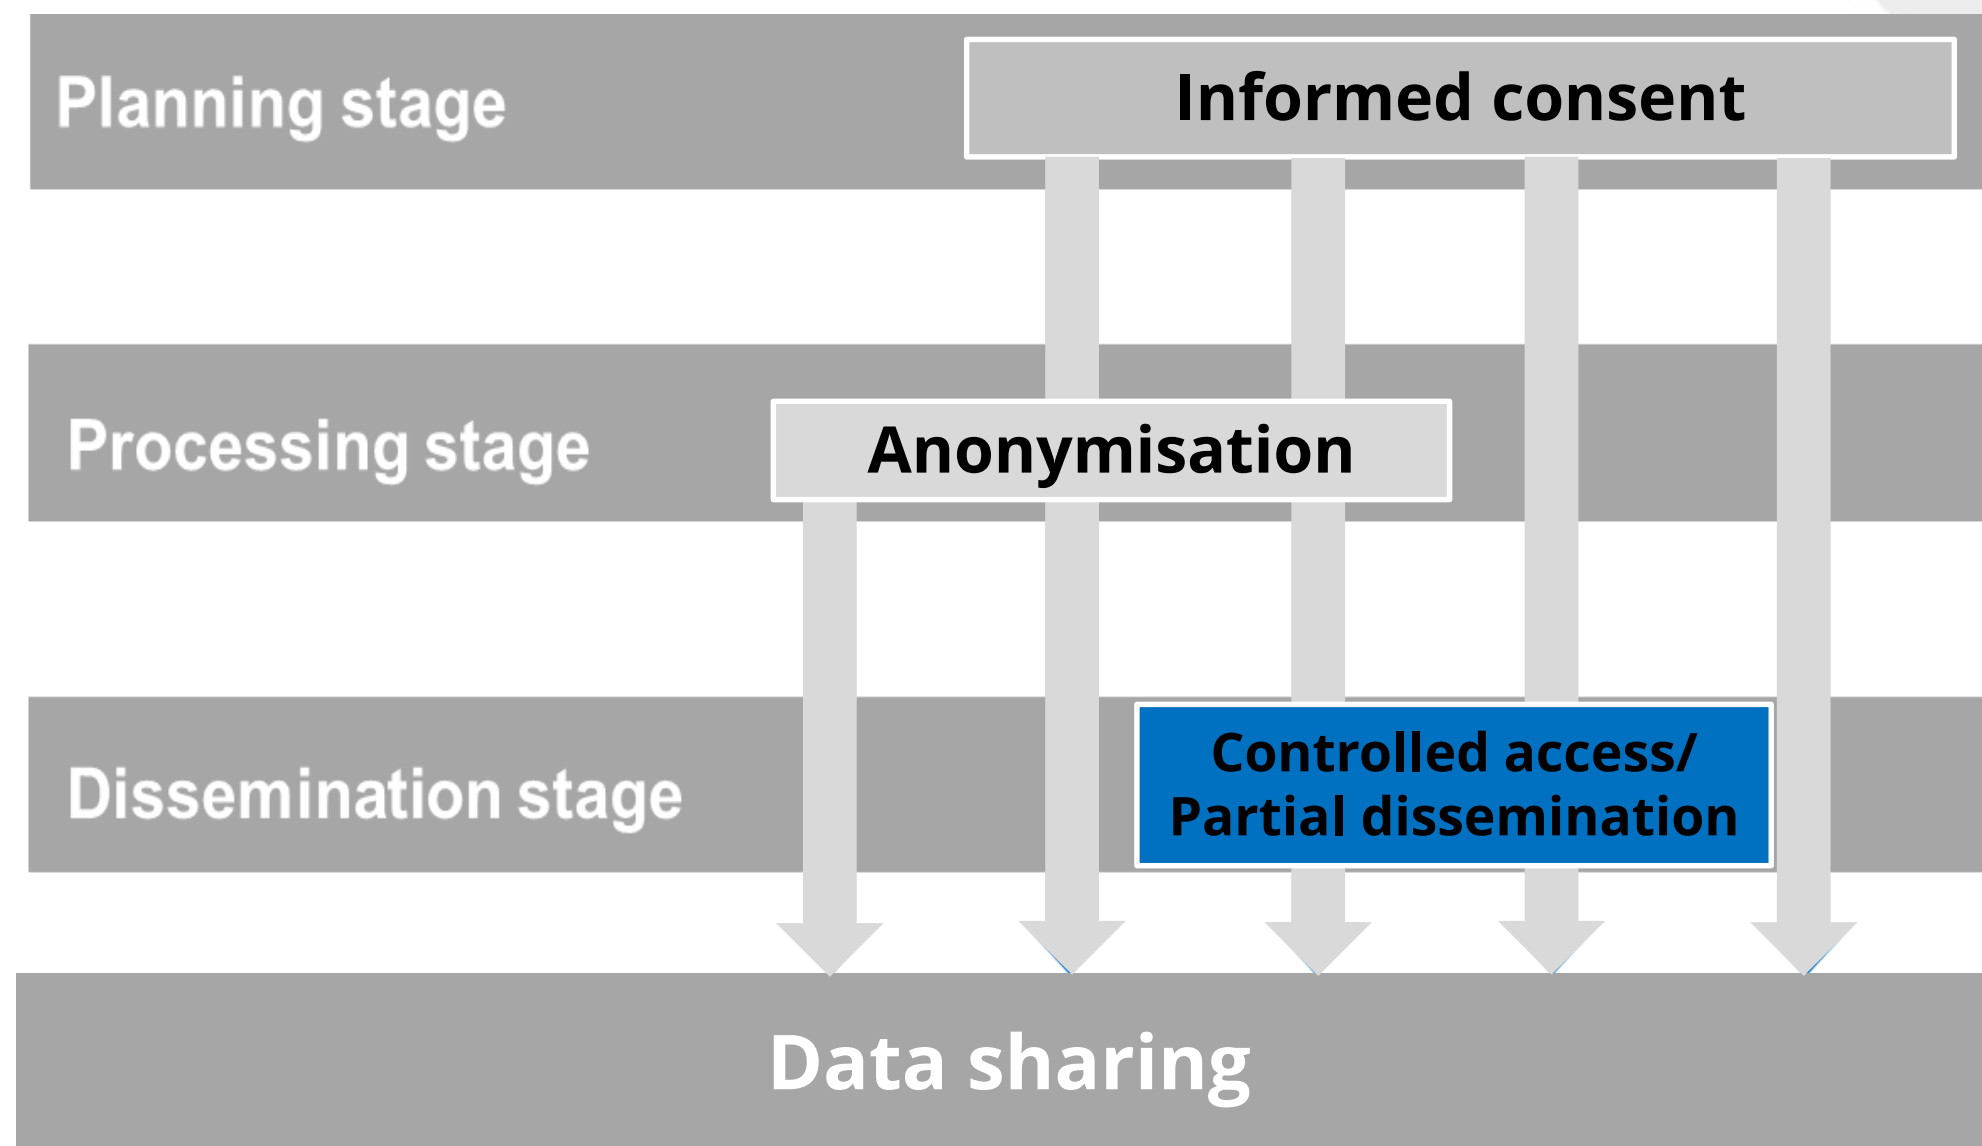 Planning stage
Informed consent
Processing stage
Anonymisation
Dissemination stage
Controlled access/
Partial dissemination
Data sharing